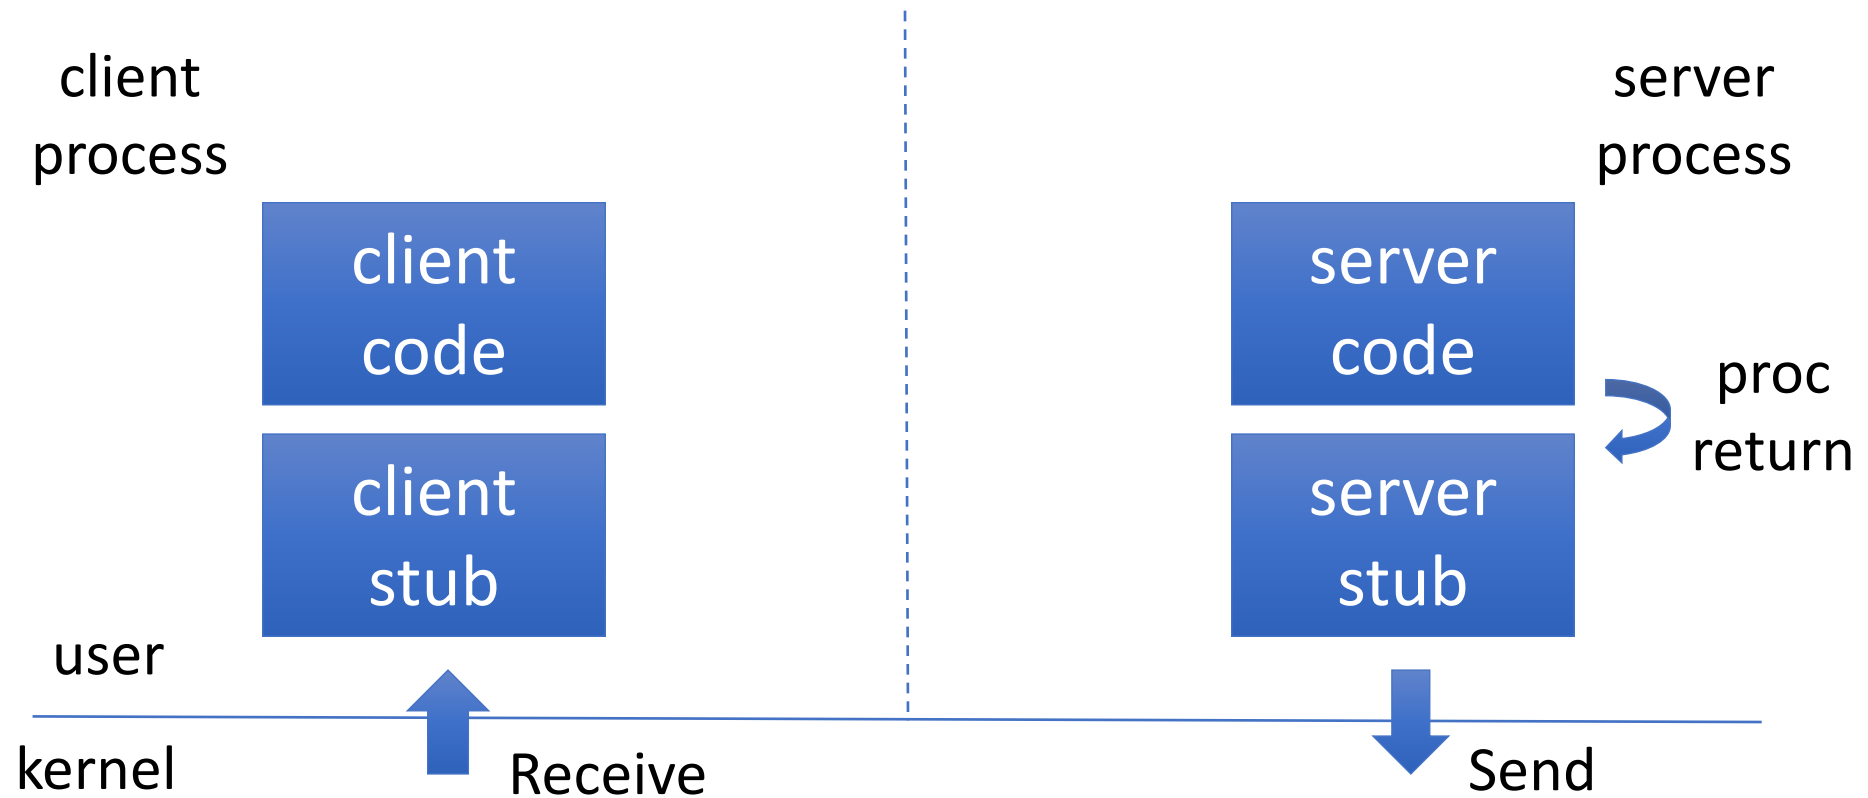 client
process
server
process
client
code
server
code
proc
return
client
stub
server
stub
user
kernel
Receive
Send